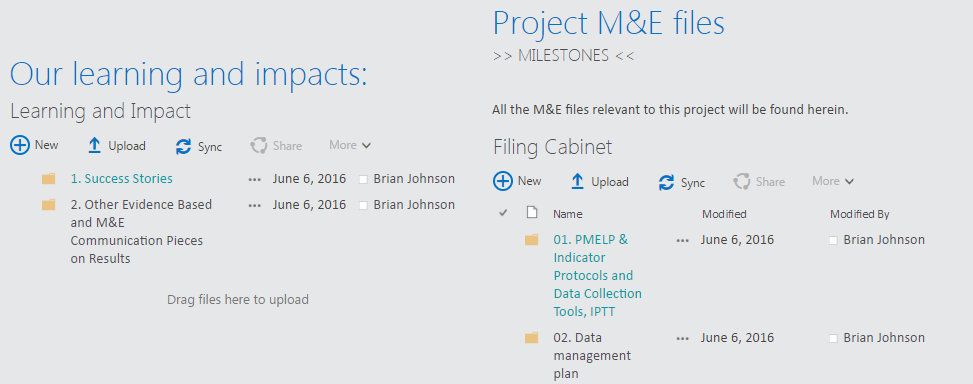 Our learning and impacts:
Learning and Impact
New Upload Sync Share More
1. Success Stories ••• June 6, 2016 Brian Johnson
2. Other Evidence Based ••• June 6, 2016 Brian Johnson
and M&E
Communication Pieces
on Results
Drag files here to upload
Project M&E files
>> MILESTONES <<
All the M&E files relevant to this project will be found herein.
Filing Cabinet
New Upload Sync Share More
Name Modified Modified By
01. PMELP & ••• June 6, 2016 Brian Johnson
Indicator
Protocols and
Data Collection
Tools, IPTT
02. Data ••• June 6, 2016 Brian Johnson
management
plan